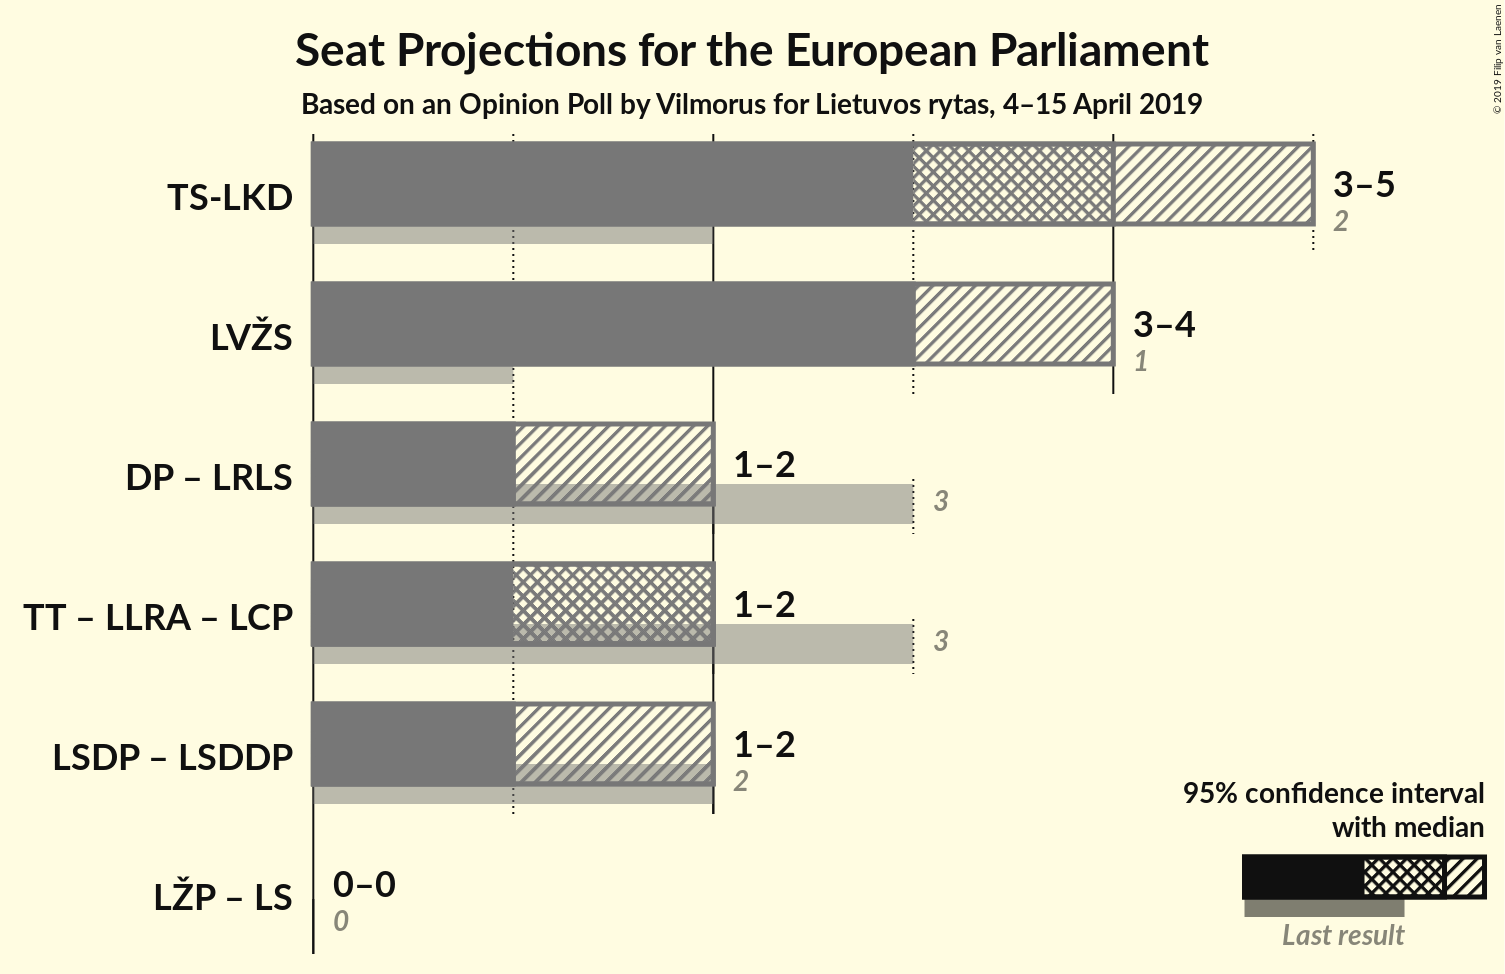 Seat Projections for the European Parliament
Based on an Opinion Poll by Vilmorus for Lietuvos rytas, 4–15 April 2019
© 2019 Filip van Laenen
TS-LKD
3–5
2
LVŽS
3–4
1
DP – LRLS
1–2
3
TT – LLRA – LCP
1–2
3
LSDP – LSDDP
1–2
2
LŽP – LS
0–0
0
95% confidence interval
with median
Last result